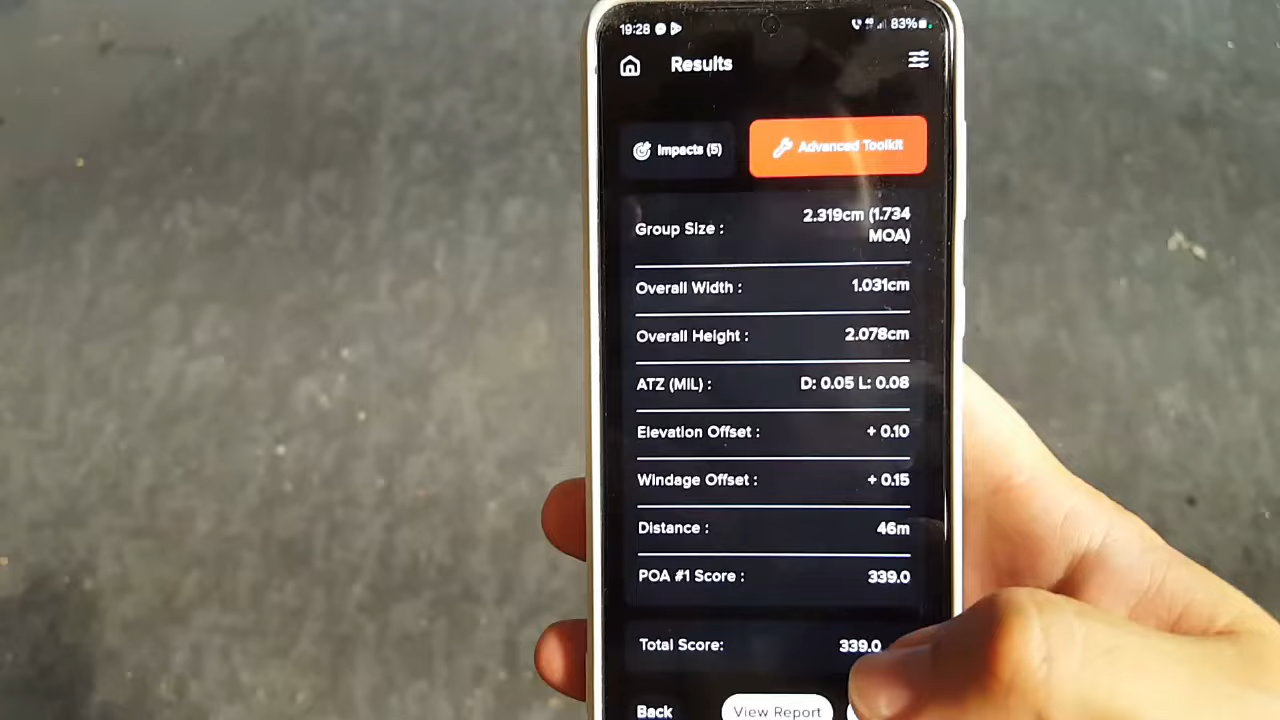 19:28 83%
Results
Impacts (5) Advanced Toolkit
Group Size : 2.319cm (1.734
MOA)
Overall Width : 1.031cm
Overall Height : 2.078cm
ATZ (MIL) : D: 0.05 L: 0.08
Elevation Offset : + 0.10
Windage Offset : + 0.15
Distance : 46m
POA #1 Score : 339.0
Total Score: 339.0
Back View Report